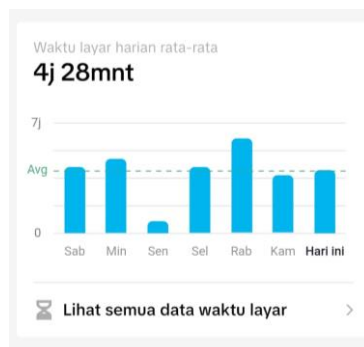 Waktu layar harian rata-rata
4j 28mnt
7j
Avg
0
Sab Min Sen Sel Rab Kam Hari ini
Lihat semua data waktu layar